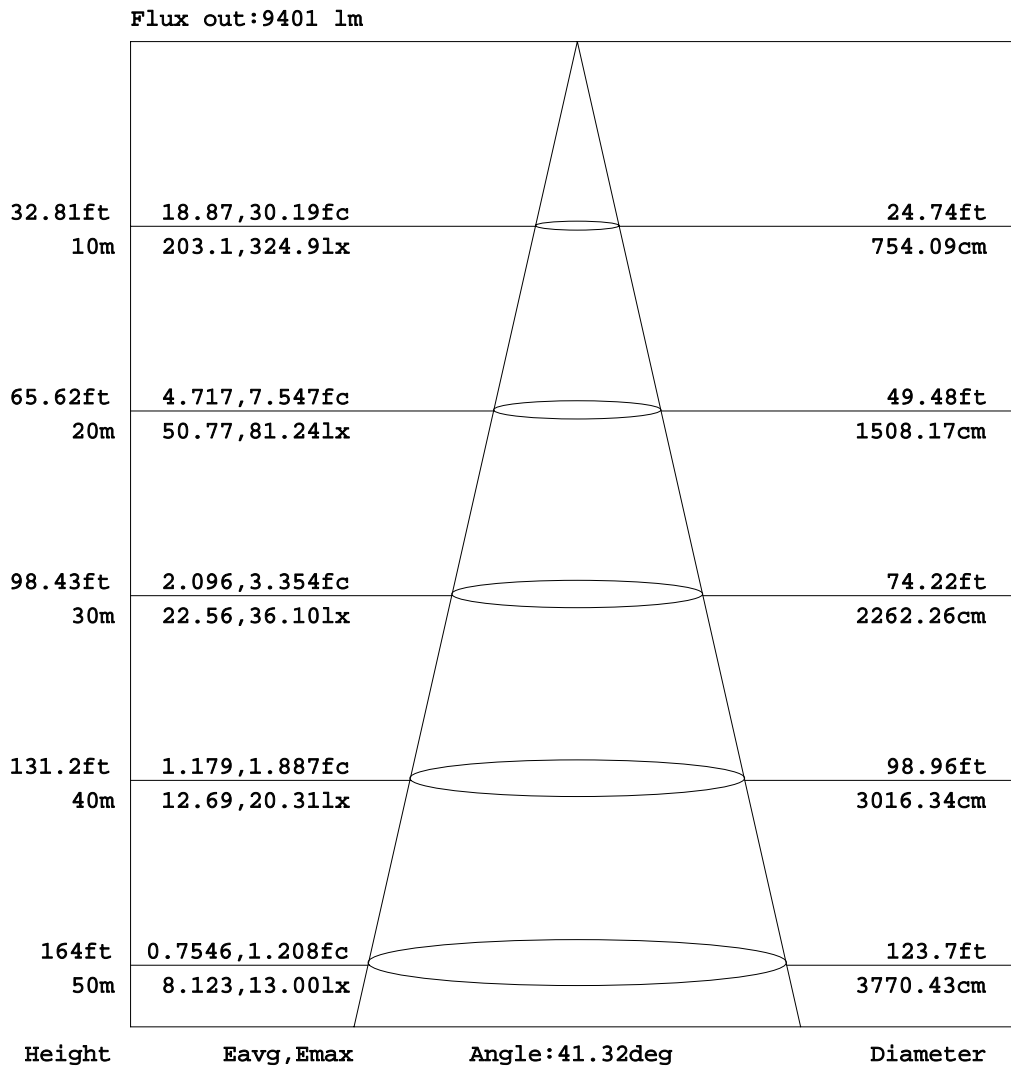 Flux out:9401 lm
32.81ft 18.87,30.19fc 24.74ft
10m 203.1,324.9lx 754.09cm
65.62ft 4.717,7.547fc 49.48ft
20m 50.77,81.24lx 1508.17cm
98.43ft 2.096,3.354fc 74.22ft
30m 22.56,36.10lx 2262.26cm
131.2ft 1.179,1.887fc 98.96ft
40m 12.69,20.31lx 3016.34cm
164ft 0.7546,1.208fc 123.7ft
50m 8.123,13.00lx 3770.43cm
Height Eavg,Emax Angle:41.32deg Diameter